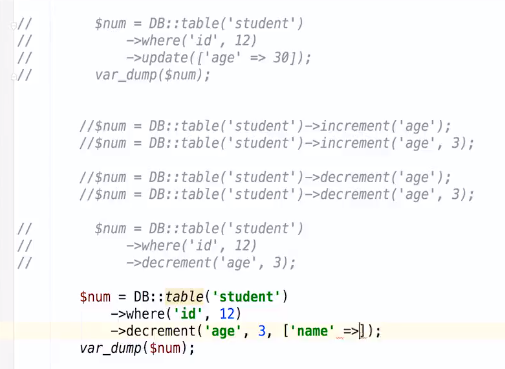 //        $num = DB::table('student')
//            ->where('id', 12)
//            ->update(['age' => 30]);
//        var_dump($num);
//$num = DB::table('student')->increment('age');
//$num = DB::table('student')->increment('age', 3);
//$num = DB::table('student')->decrement('age');
//$num = DB::table('student')->decrement('age', 3);
//        $num = DB::table('student')
//            ->where('id', 12)
//            ->decrement('age', 3);
$num = DB::table('student')
    ->where('id', 12)
    ->decrement('age', 3, ['name' =>]);
var_dump($num);